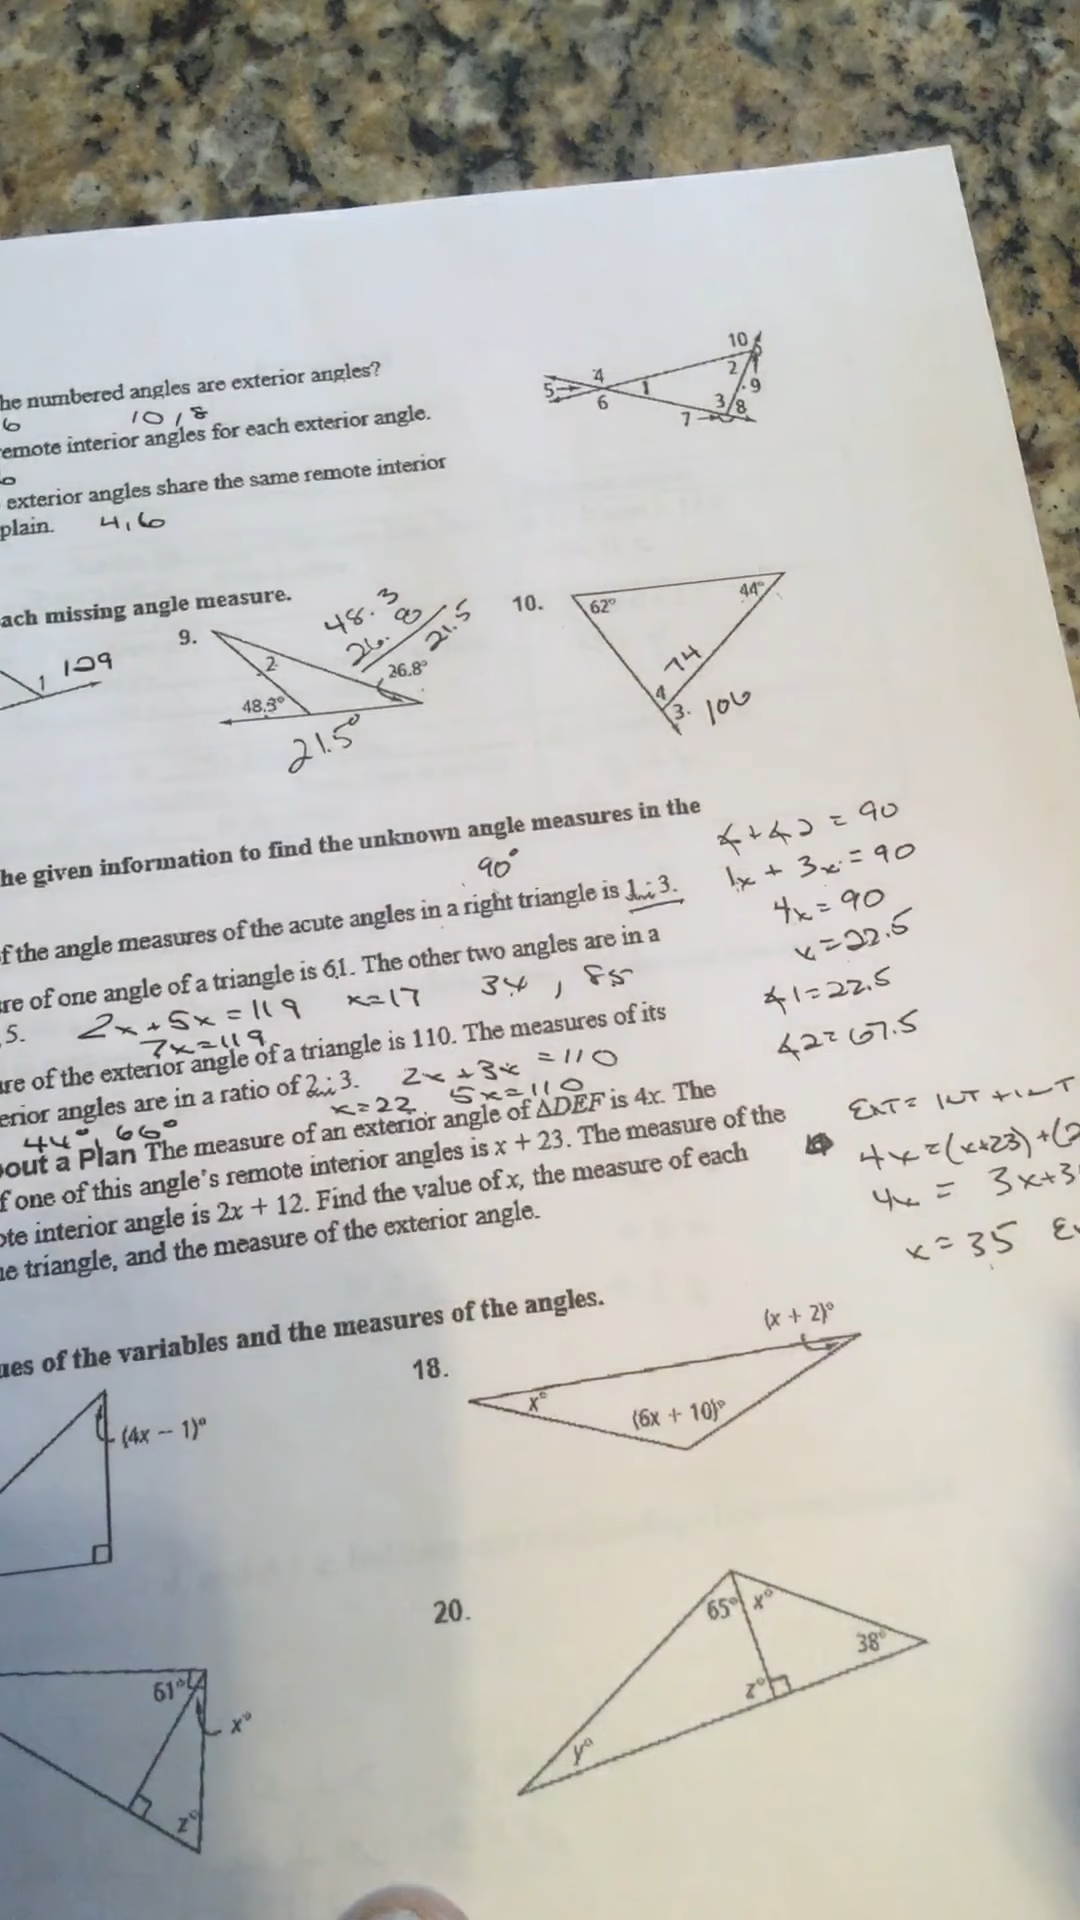 10
4
2
5
1
9
6
3
8
7
he numbered angles are exterior angles?
6 10, 8
emote interior angles for each exterior angle.
exterior angles share the same remote interior
plain. 4, 6
ach missing angle measure.
9.
10.
1 129
2
48.3
26.8
21.5
26.8°
48.3°
21.5°
62°
44°
74
4
3.
106
he given information to find the unknown angle measures in the
90°
f the angle measures of the acute angles in a right triangle is 1 : 3.
∡ + ∡2 = 90
1x + 3x = 90
4x = 90
x = 22.5
∡1 = 22.5
∡2 = 67.5
re of one angle of a triangle is 61. The other two angles are in a
5. 2x + 5x = 119 x = 17 34, 85
7x = 119
re of the exterior angle of a triangle is 110. The measures of its
erior angles are in a ratio of 2 : 3. 2x + 3x = 110
x = 22 5x = 110
44°, 66°
out a Plan The measure of an exterior angle of ΔDEF is 4x. The
f one of this angle's remote interior angles is x + 23. The measure of the
te interior angle is 2x + 12. Find the value of x, the measure of each
e triangle, and the measure of the exterior angle.
EXT = INT + INT
4x = (x+23) + (2
4x = 3x+3
x = 35
ues of the variables and the measures of the angles.
18.
(x + 2)°
x°
(6x + 10)°
(4x − 1)°
20.
65°
x°
38°
z°
y°
61°
x°
z°